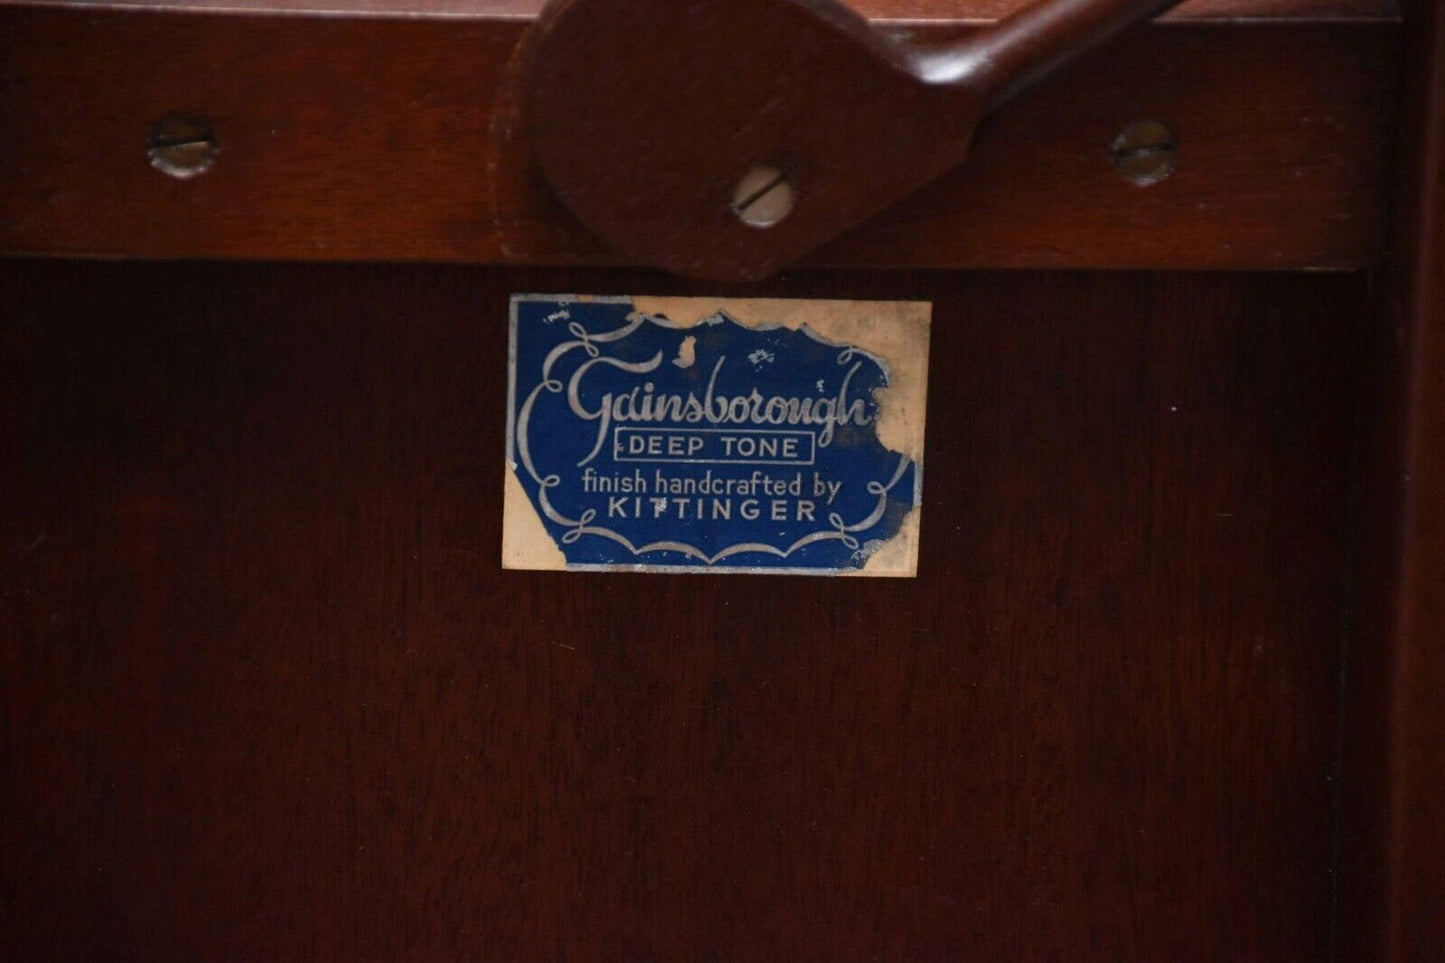 Gainsborough
DEEP TONE
finish handcrafted by
KITTINGER